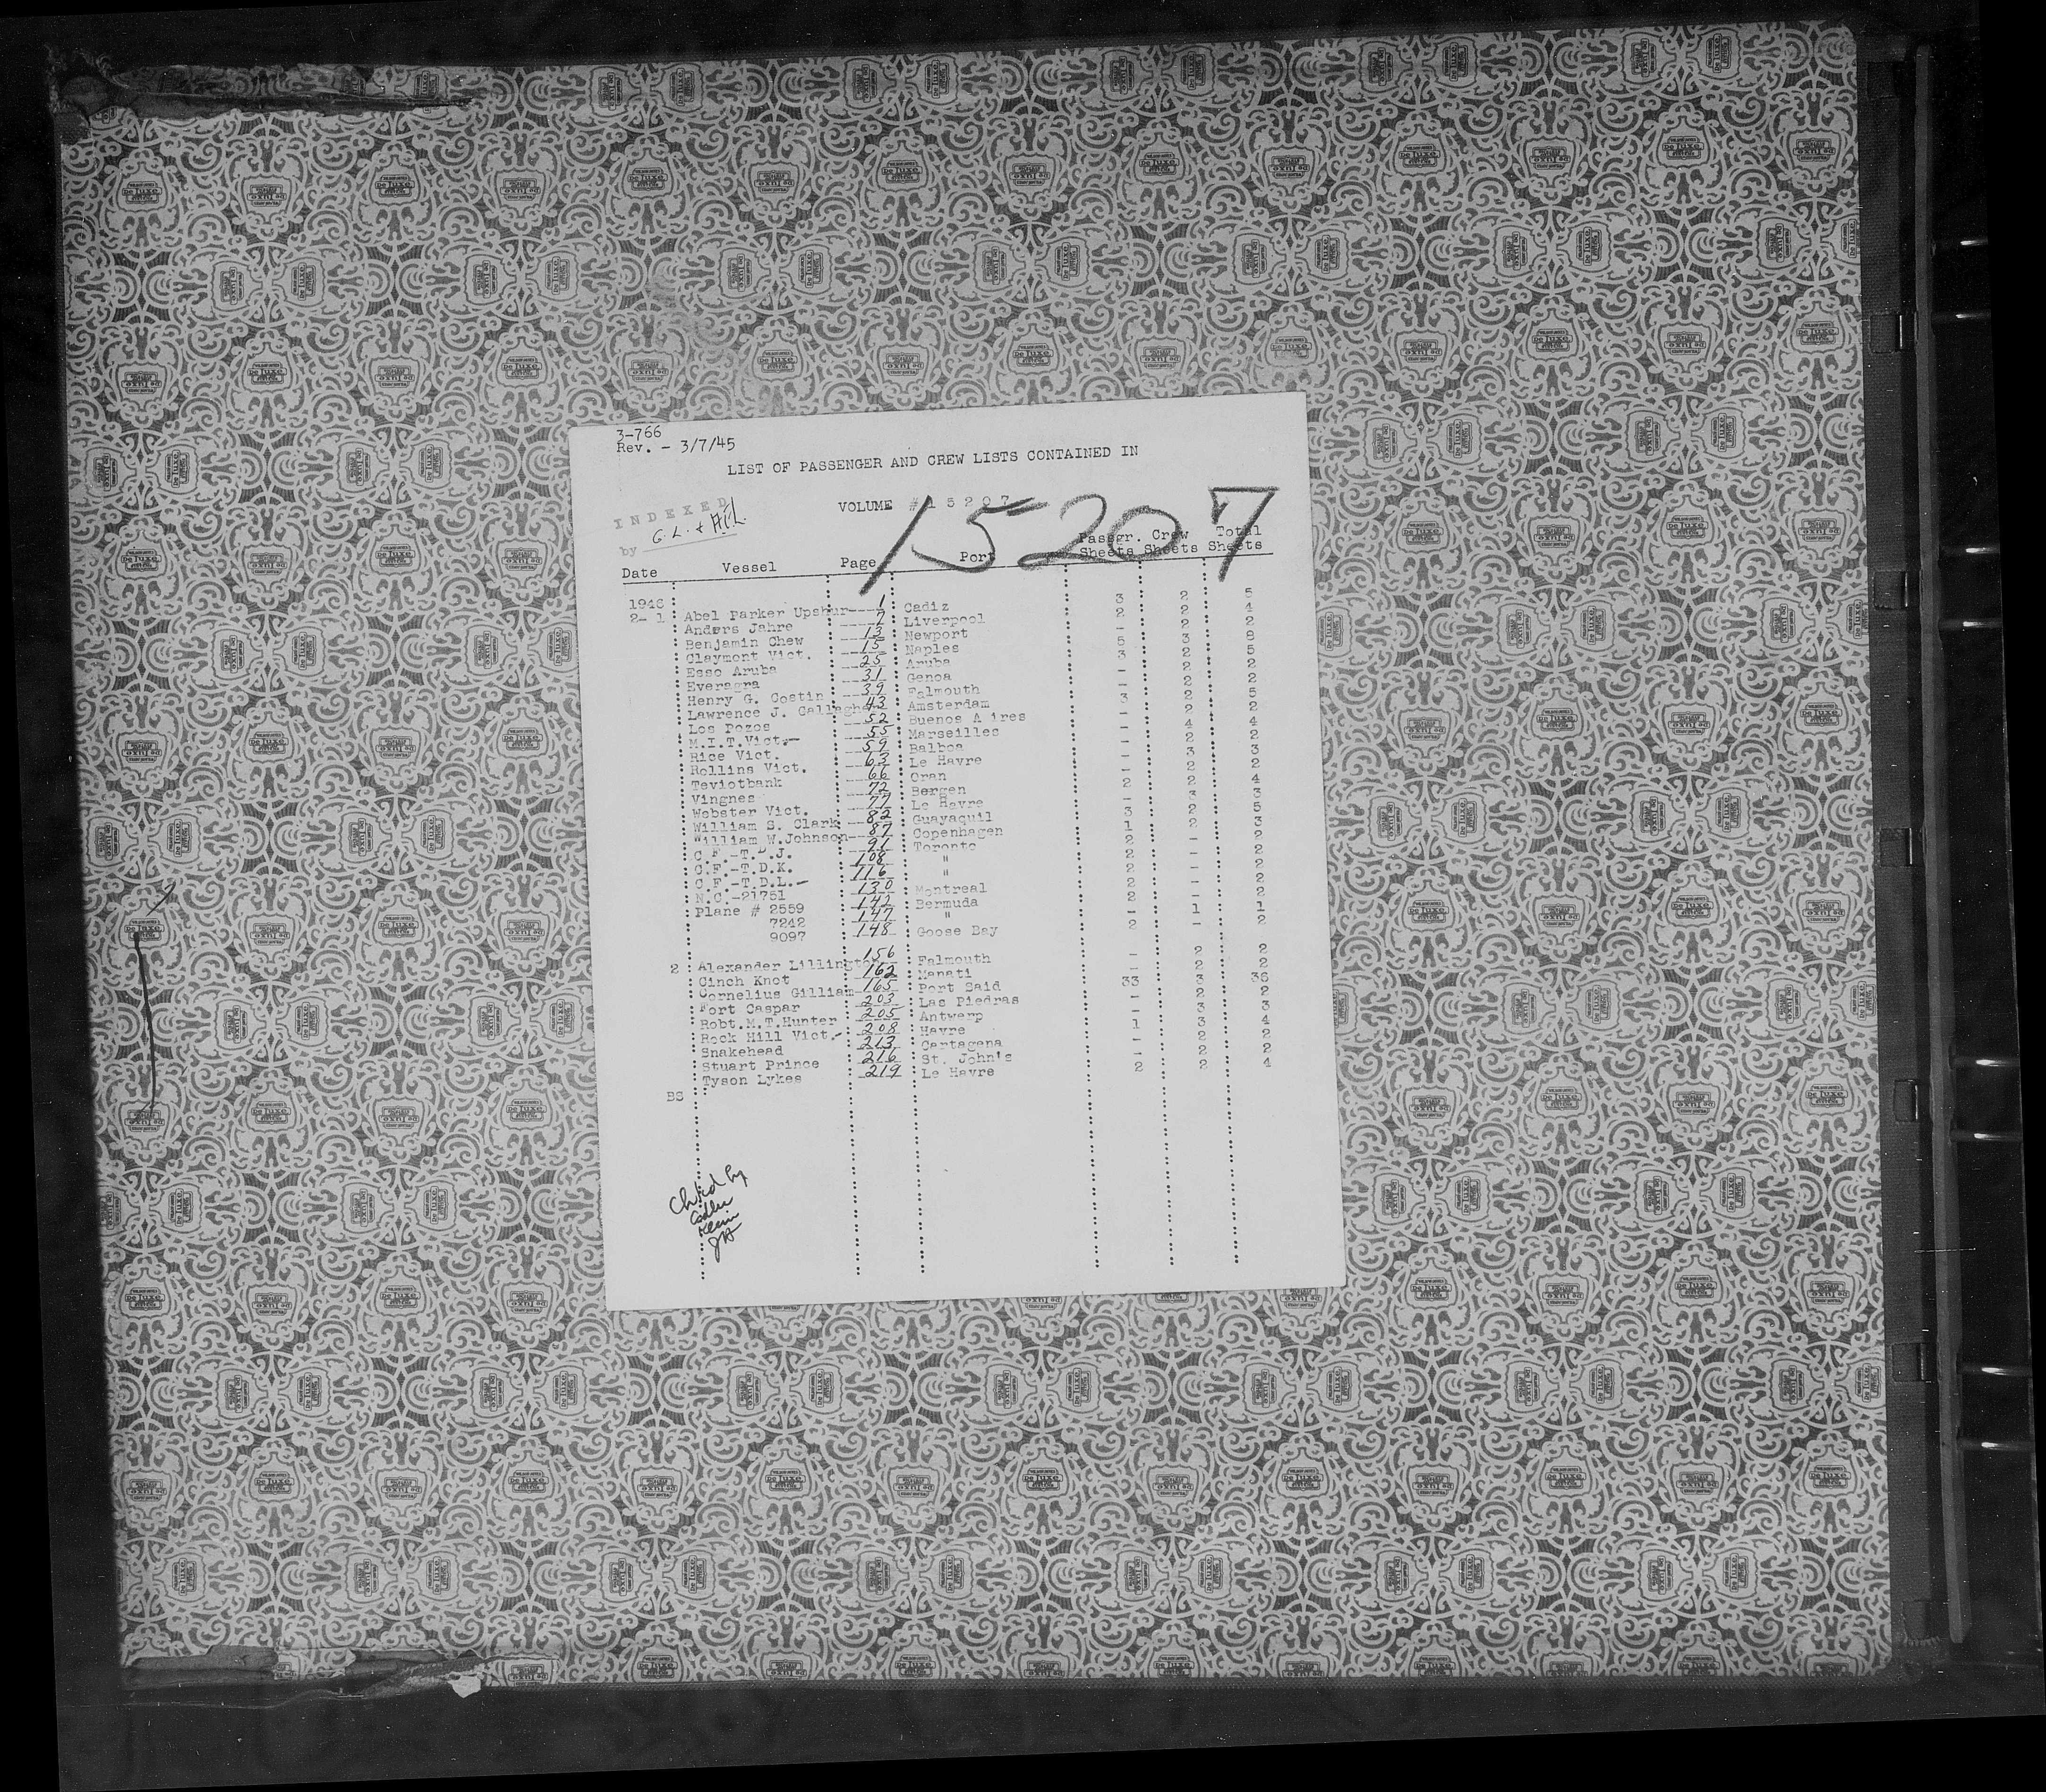 3-766
Rev. - 3/7/45
LIST OF PASSENGER AND CREW LISTS CONTAINED IN
INDEXED
by G.L. & H.L.
VOLUME # 15207
15207
Date Vessel Page Port Passgr. Sheets Crew Sheets Total Sheets
1946
2-1 Abel Parker Upshur---- 1 Cadiz 3 2 5
Anders Jahre 7 Liverpool 2 2 4
Benjamin Chew 13 Newport - 2 2
Claymont Vict. 15 Naples 5 3 8
Esso Aruba 25 Aruba 3 2 5
Everagra 31 Genoa - 2 2
Henry G. Costin 39 Falmouth - 2 2
Lawrence J. Gallagher 43 Amsterdam 3 2 5
Los Pozos 52 Buenos Aires - 2 2
M.I.T. Vict.- 55 Marseilles - 4 4
Rice Vict. 59 Balboa - 2 2
Rollins Vict. 63 Le Havre - 3 3
Teviotbank 66 Oran - 2 2
Vingnes 72 Bergen 2 2 4
Webster Vict. 77 Le Havre - 3 3
William S. Clark 82 Guayaquil 3 2 5
William W.Johnson 87 Copenhagen 1 2 3
C.F.-T.D.J. 91 Toronto 2 - 2
C.F.-T.D.K. 108 " 2 - 2
C.F.-T.D.L.- 116 " 2 - 2
N.C.-21751 130 Montreal 2 - 2
Plane # 2559 142 Bermuda 2 - 2
7242 147 " - 1 1
9097 148 Goose Bay 2 - 2
2 Alexander Lillington 156 Falmouth - 2 2
Cinch Knot 162 Manati - 2 2
Cornelius Gilliam 165 Port Said 33 3 36
Fort Caspar 203 Las Piedras - 2 2
Robt.M.T.Hunter 205 Antwerp - 3 3
Rock Hill Vict.- 208 Havre 1 3 4
Snakehead 213 Cartagena - 2 2
Stuart Prince 216 St. John's - 2 2
Tyson Lykes 219 Le Havre 2 2 4
BS
Ch'k'd by